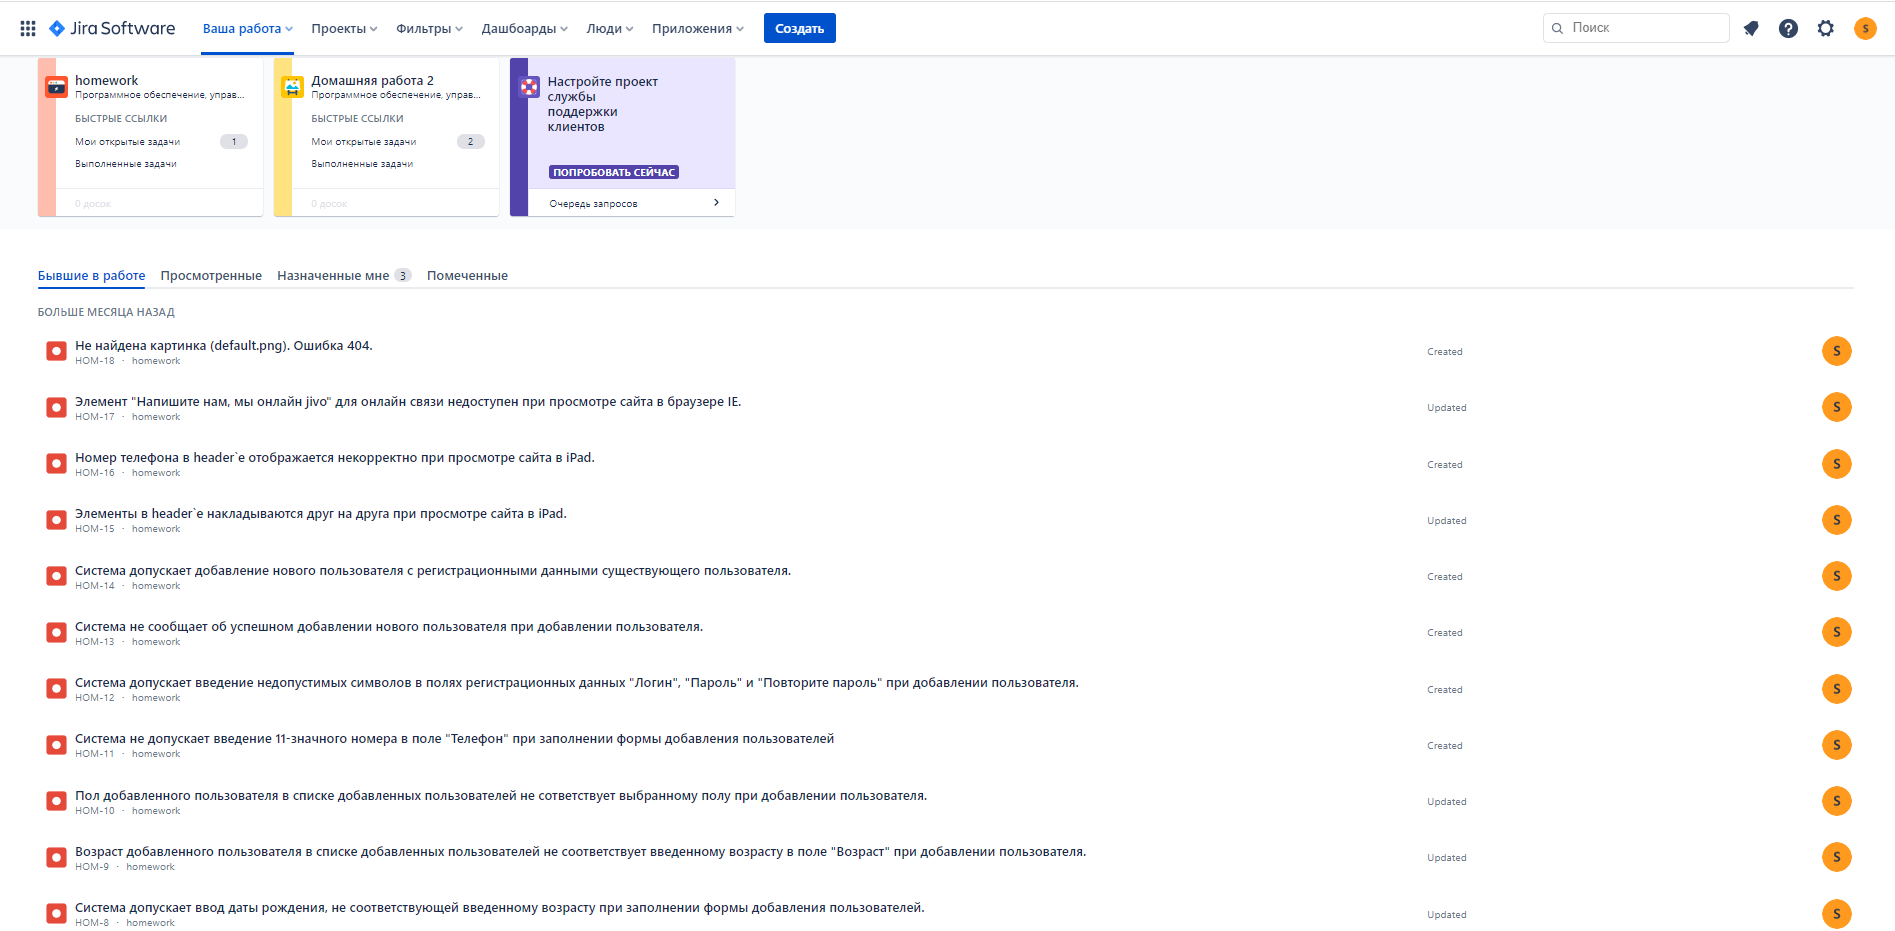 Jira Software Ваша работа Проекты Фильтры Дашбоарды Люди Приложения Создать Поиск S
homework
Программное обеспечение, управ...
БЫСТРЫЕ ССЫЛКИ
Мои открытые задачи 1
Выполненные задачи
0 досок
Домашняя работа 2
Программное обеспечение, управ...
БЫСТРЫЕ ССЫЛКИ
Мои открытые задачи 2
Выполненные задачи
0 досок
Настройте проект
службы
поддержки
клиентов
ПОПРОБОВАТЬ СЕЙЧАС
Очередь запросов
Бывшие в работе Просмотренные Назначенные мне 3 Помеченные
БОЛЬШЕ МЕСЯЦА НАЗАД
Не найдена картинка (default.png). Ошибка 404.
HOM-18 · homework
Created S
Элемент "Напишите нам, мы онлайн jivo" для онлайн связи недоступен при просмотре сайта в браузере IE.
HOM-17 · homework
Updated S
Номер телефона в header`е отображается некорректно при просмотре сайта в iPad.
HOM-16 · homework
Created S
Элементы в header`е накладываются друг на друга при просмотре сайта в iPad.
HOM-15 · homework
Updated S
Система допускает добавление нового пользователя с регистрационными данными существующего пользователя.
HOM-14 · homework
Created S
Система не сообщает об успешном добавлении нового пользователя при добавлении пользователя.
HOM-13 · homework
Created S
Система допускает введение недопустимых символов в полях регистрационных данных "Логин", "Пароль" и "Повторите пароль" при добавлении пользователя.
HOM-12 · homework
Created S
Система не допускает введение 11-значного номера в поле "Телефон" при заполнении формы добавления пользователей
HOM-11 · homework
Created S
Пол добавленного пользователя в списке добавленных пользователей не сответствует выбранному полу при добавлении пользователя.
HOM-10 · homework
Updated S
Возраст добавленного пользователя в списке добавленных пользователей не соответствует введенному возрасту в поле "Возраст" при добавлении пользователя.
HOM-9 · homework
Updated S
Система допускает ввод даты рождения, не соответствующей введенному возрасту при заполнении формы добавления пользователей.
HOM-8 · homework
Updated S